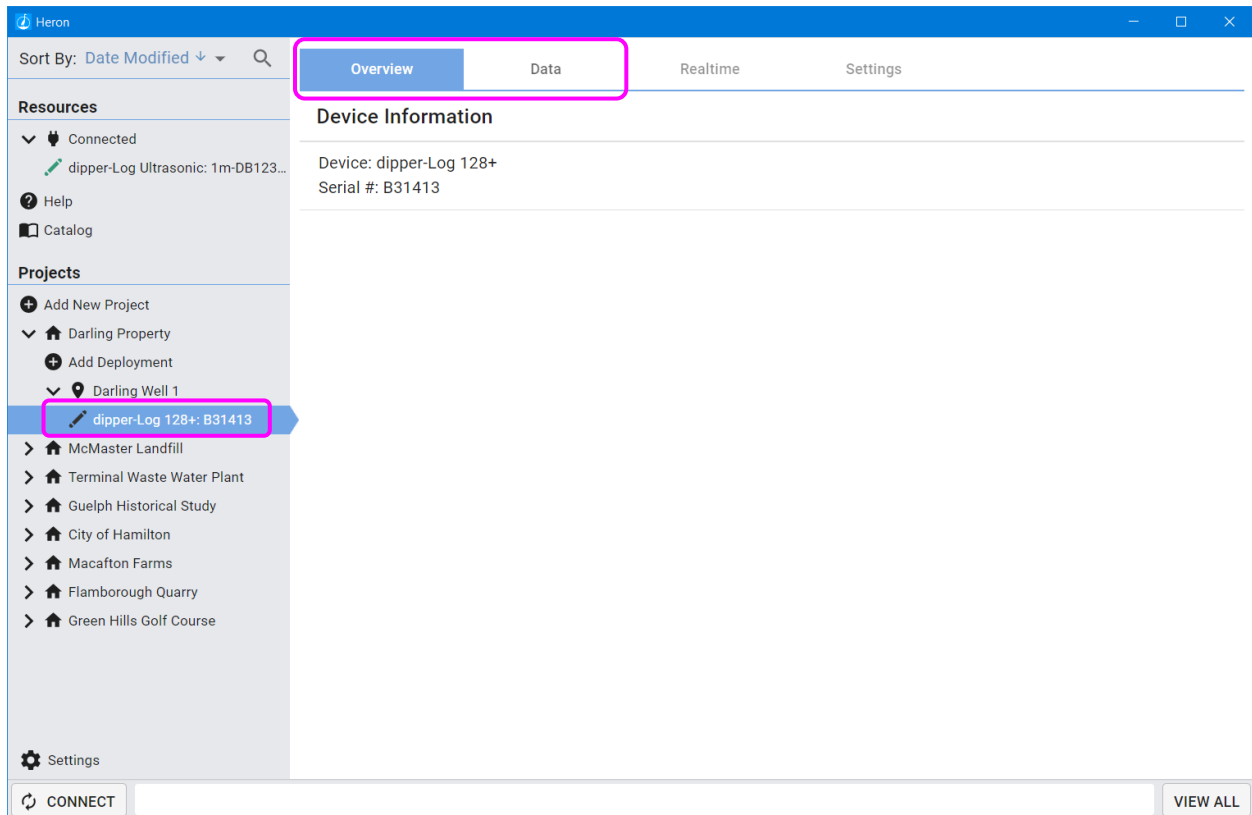 Heron
Sort By: Date Modified
Resources
Connected
dipper-Log Ultrasonic: 1m-DB123...
Help
Catalog
Projects
Add New Project
Darling Property
Add Deployment
Darling Well 1
dipper-Log 128+: B31413
McMaster Landfill
Terminal Waste Water Plant
Guelph Historical Study
City of Hamilton
Macafton Farms
Flamborough Quarry
Green Hills Golf Course
Settings
CONNECT
Overview Data Realtime Settings
Device Information
Device: dipper-Log 128+
Serial #: B31413
VIEW ALL